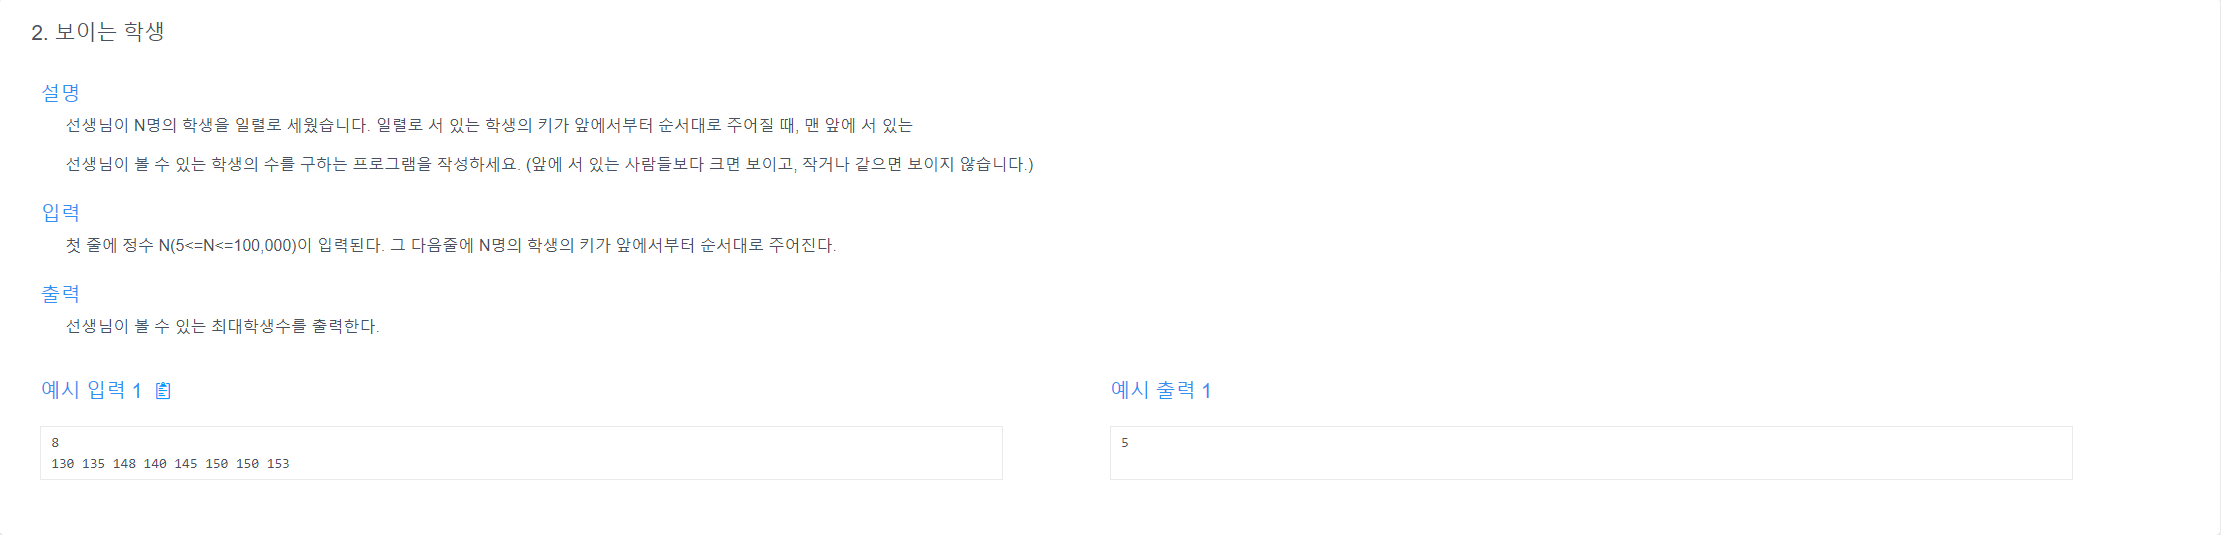 2. 보이는 학생
설명
선생님이 N명의 학생을 일렬로 세웠습니다. 일렬로 서 있는 학생의 키가 앞에서부터 순서대로 주어질 때, 맨 앞에 서 있는
선생님이 볼 수 있는 학생의 수를 구하는 프로그램을 작성하세요. (앞에 서 있는 사람들보다 크면 보이고, 작거나 같으면 보이지 않습니다.)
입력
첫 줄에 정수 N(5<=N<=100,000)이 입력된다. 그 다음줄에 N명의 학생의 키가 앞에서부터 순서대로 주어진다.
출력
선생님이 볼 수 있는 최대학생수를 출력한다.
예시 입력 1
8
130 135 148 140 145 150 150 153
예시 출력 1
5